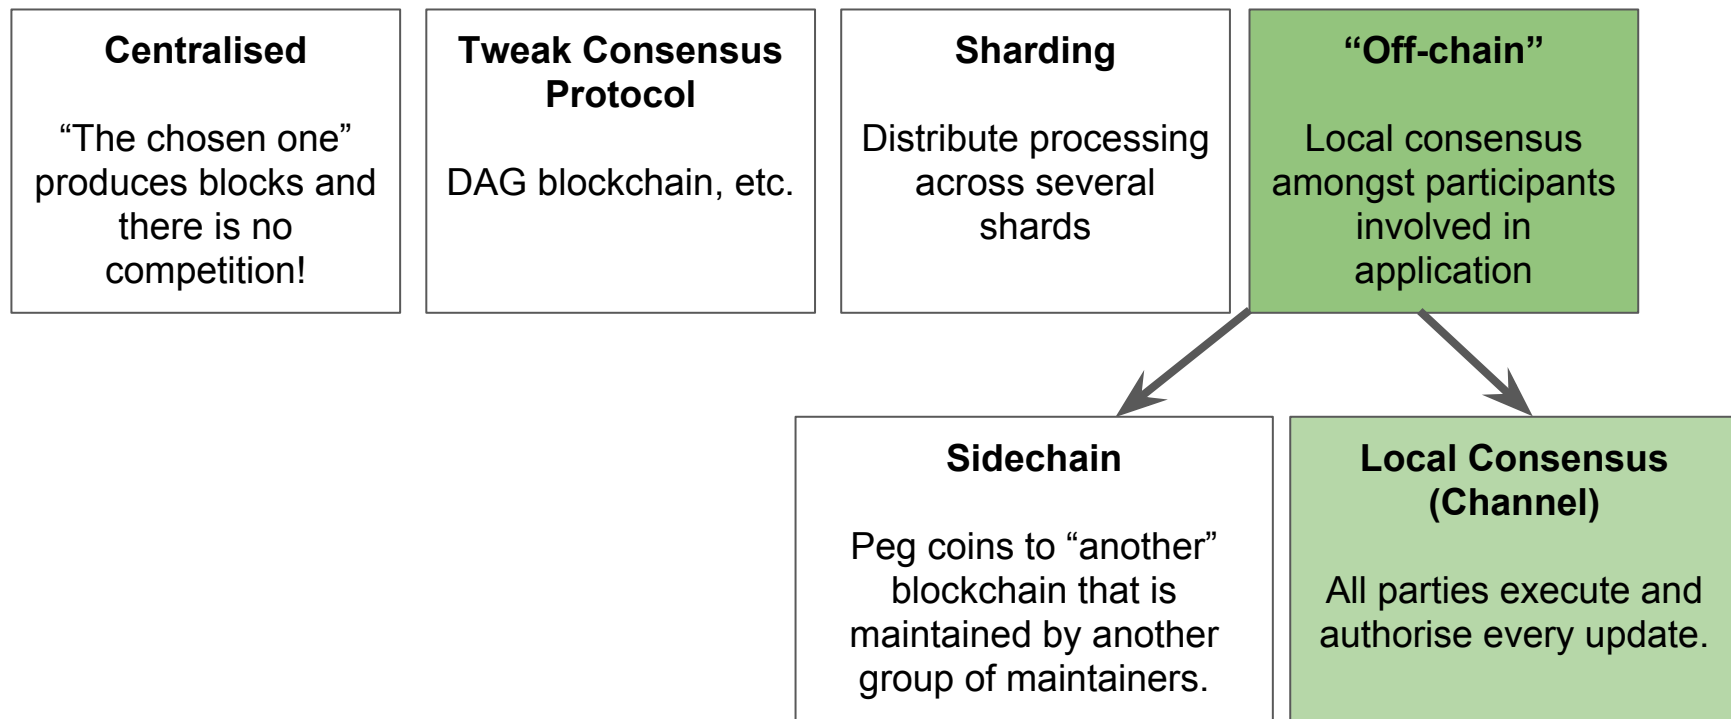 Centralised
“The chosen one”
produces blocks and
there is no
competition!
Tweak Consensus
Protocol
DAG blockchain, etc.
Sharding
Distribute processing
across several
shards
“Off-chain”
Local consensus
amongst participants
involved in
application
Sidechain
Peg coins to “another”
blockchain that is
maintained by another
group of maintainers.
Local Consensus
(Channel)
All parties execute and
authorise every update.